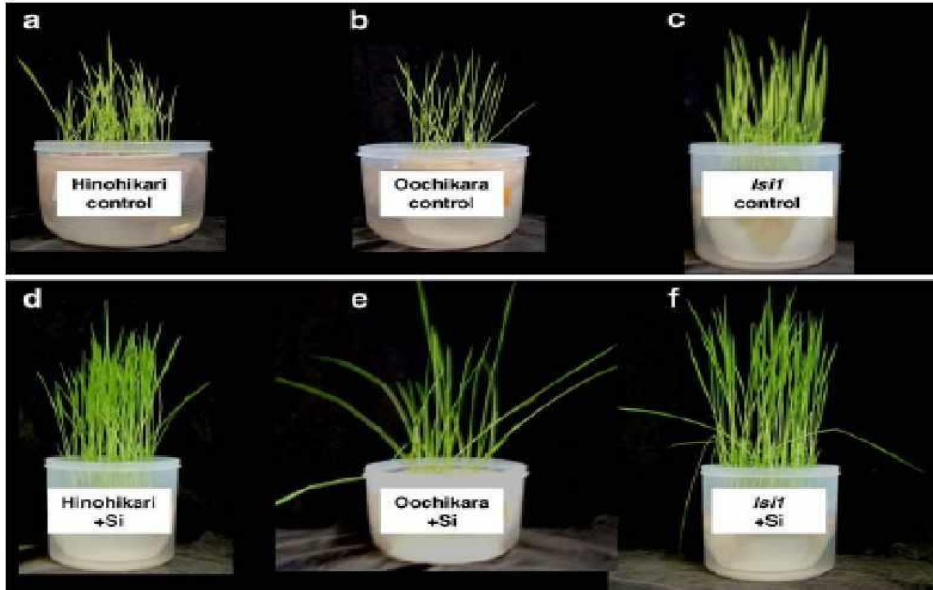 a
b
c
Hinohikari
control
Oochikara
control
lsi1
control
d
e
f
Hinohikari
+Si
Oochikara
+Si
lsi1
+Si